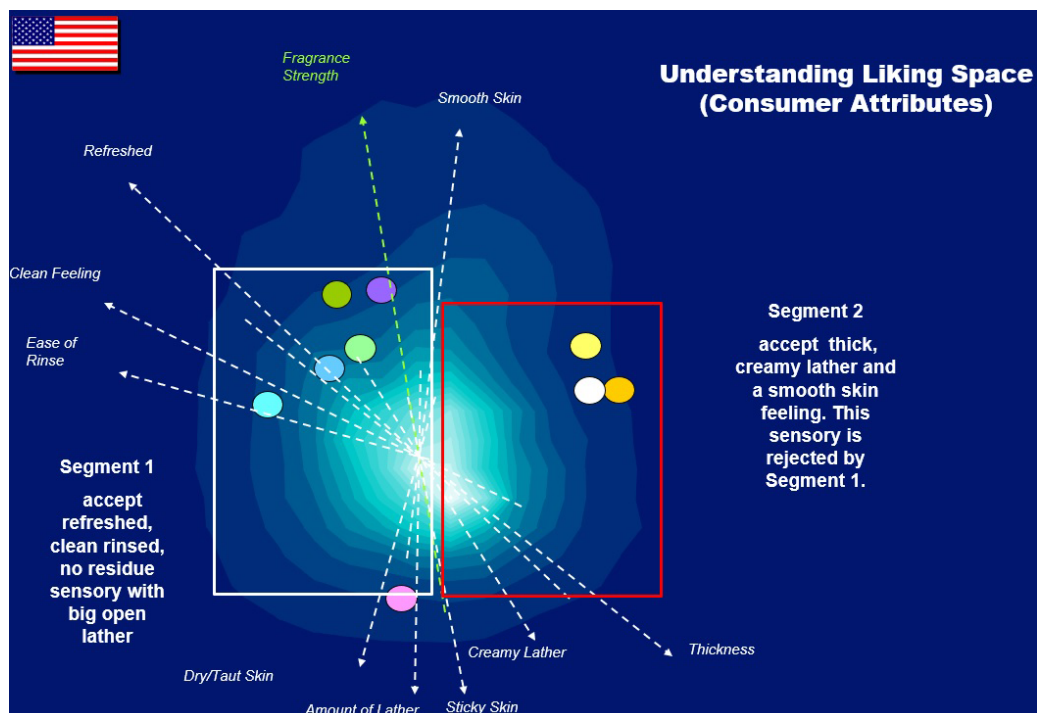 Understanding Liking Space
(Consumer Attributes)
Fragrance
Strength
Smooth Skin
Refreshed
Clean Feeling
Ease of
Rinse
Segment 1
accept
refreshed,
clean rinsed,
no residue
sensory with
big open
lather
Segment 2
accept thick,
creamy lather and
a smooth skin
feeling. This
sensory is
rejected by
Segment 1.
Dry/Taut Skin
Amount of Lather
Sticky Skin
Creamy Lather
Thickness